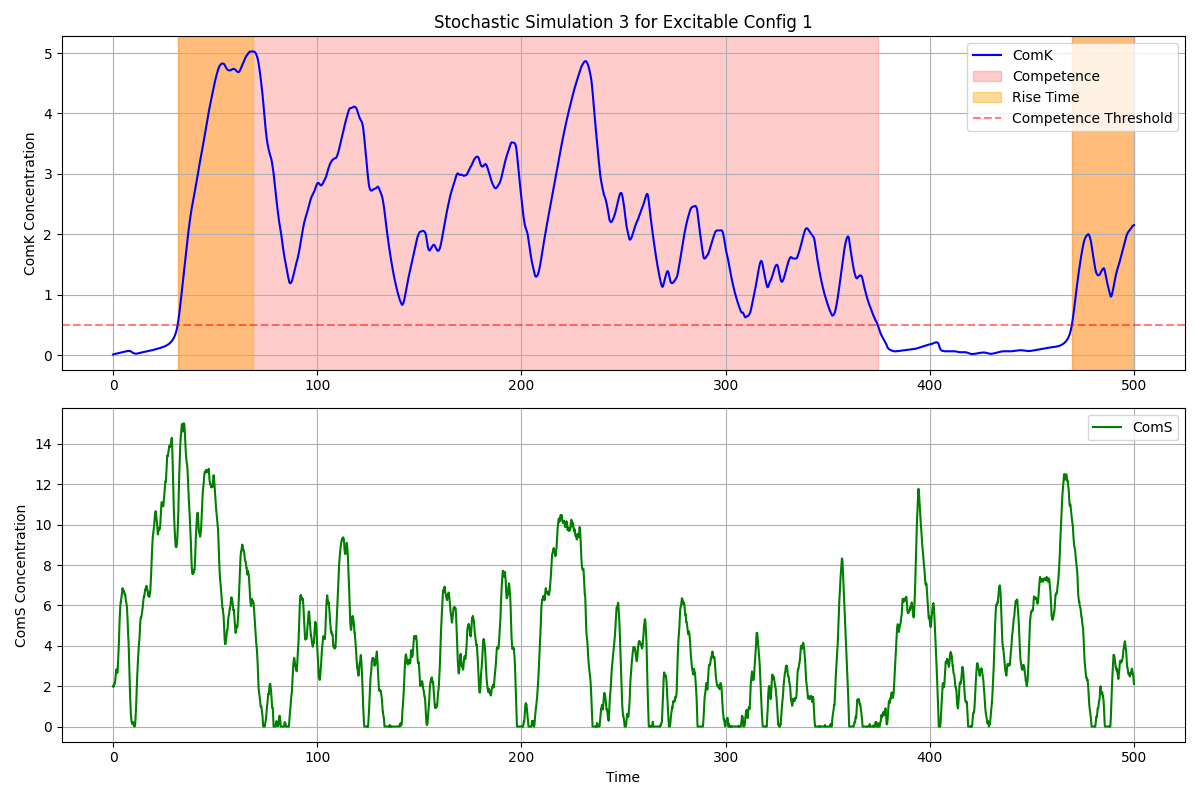 Stochastic Simulation 3 for Excitable Config 1
ComK Concentration
5
4
3
2
1
0
ComK
Competence
Rise Time
Competence Threshold
0 100 200 300 400 500
ComS Concentration
14
12
10
8
6
4
2
0
ComS
0 100 200 300 400 500
Time